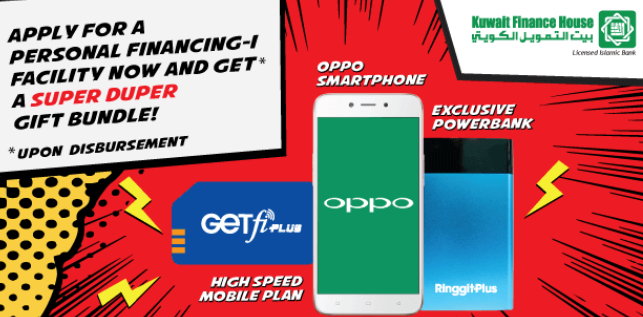 APPLY FOR A
PERSONAL FINANCING-I
FACILITY NOW AND GET*
A SUPER DUPER
GIFT BUNDLE!
*UPON DISBURSEMENT
Kuwait Finance House
بيت التمويل الكويتي
Licensed Islamic Bank
OPPO
SMARTPHONE
EXCLUSIVE
POWERBANK
GETfi PLUS
oppo
RinggitPlus
HIGH SPEED
MOBILE PLAN